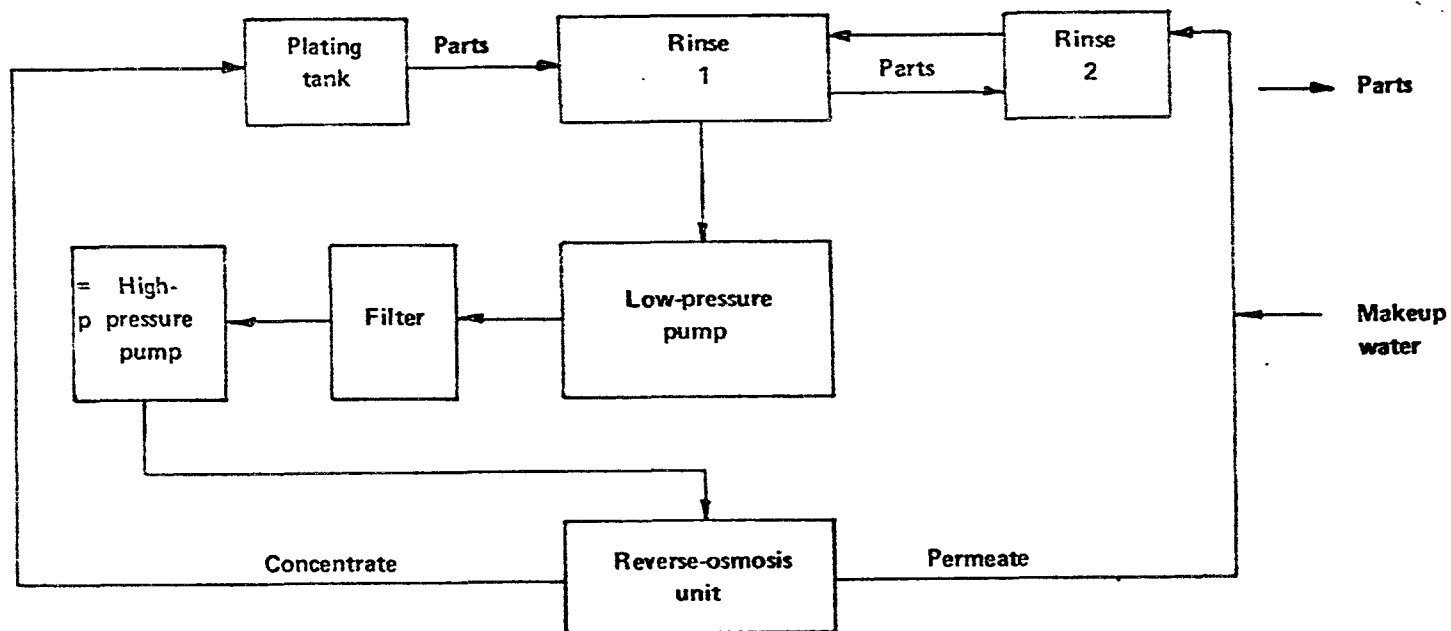 Plating
tank
Parts
Rinse
1
Parts
Rinse
2
Parts
= High-
p pressure
pump
Filter
Low-pressure
pump
Makeup
water
Concentrate
Reverse-osmosis
unit
Permeate